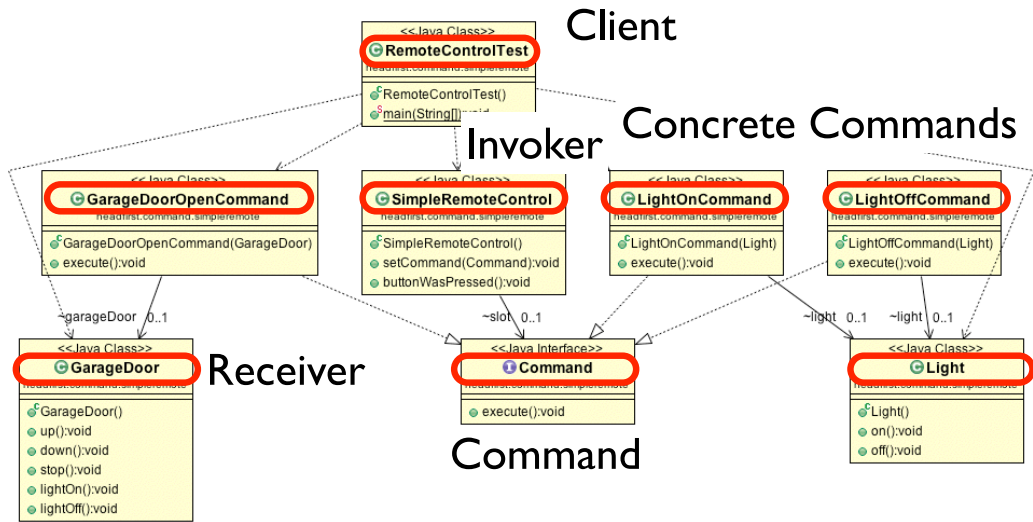 Client
<<Java Class>>
RemoteControlTest
headfirst.command.simpleremote
RemoteControlTest()
main(String[]):void
Invoker
Concrete Commands
<<Java Class>>
GarageDoorOpenCommand
headfirst.command.simpleremote
GarageDoorOpenCommand(GarageDoor)
execute():void
<<Java Class>>
SimpleRemoteControl
headfirst.command.simpleremote
SimpleRemoteControl()
setCommand(Command):void
buttonWasPressed():void
<<Java Class>>
LightOnCommand
headfirst.command.simpleremote
LightOnCommand(Light)
execute():void
<<Java Class>>
LightOffCommand
headfirst.command.simpleremote
LightOffCommand(Light)
execute():void
~garageDoor 0..1
~slot 0..1
~light 0..1
~light 0..1
<<Java Class>>
GarageDoor
headfirst.command.simpleremote
GarageDoor()
up():void
down():void
stop():void
lightOn():void
lightOff():void
Receiver
<<Java Interface>>
Command
headfirst.command.simpleremote
execute():void
Command
<<Java Class>>
Light
headfirst.command.simpleremote
Light()
on():void
off():void